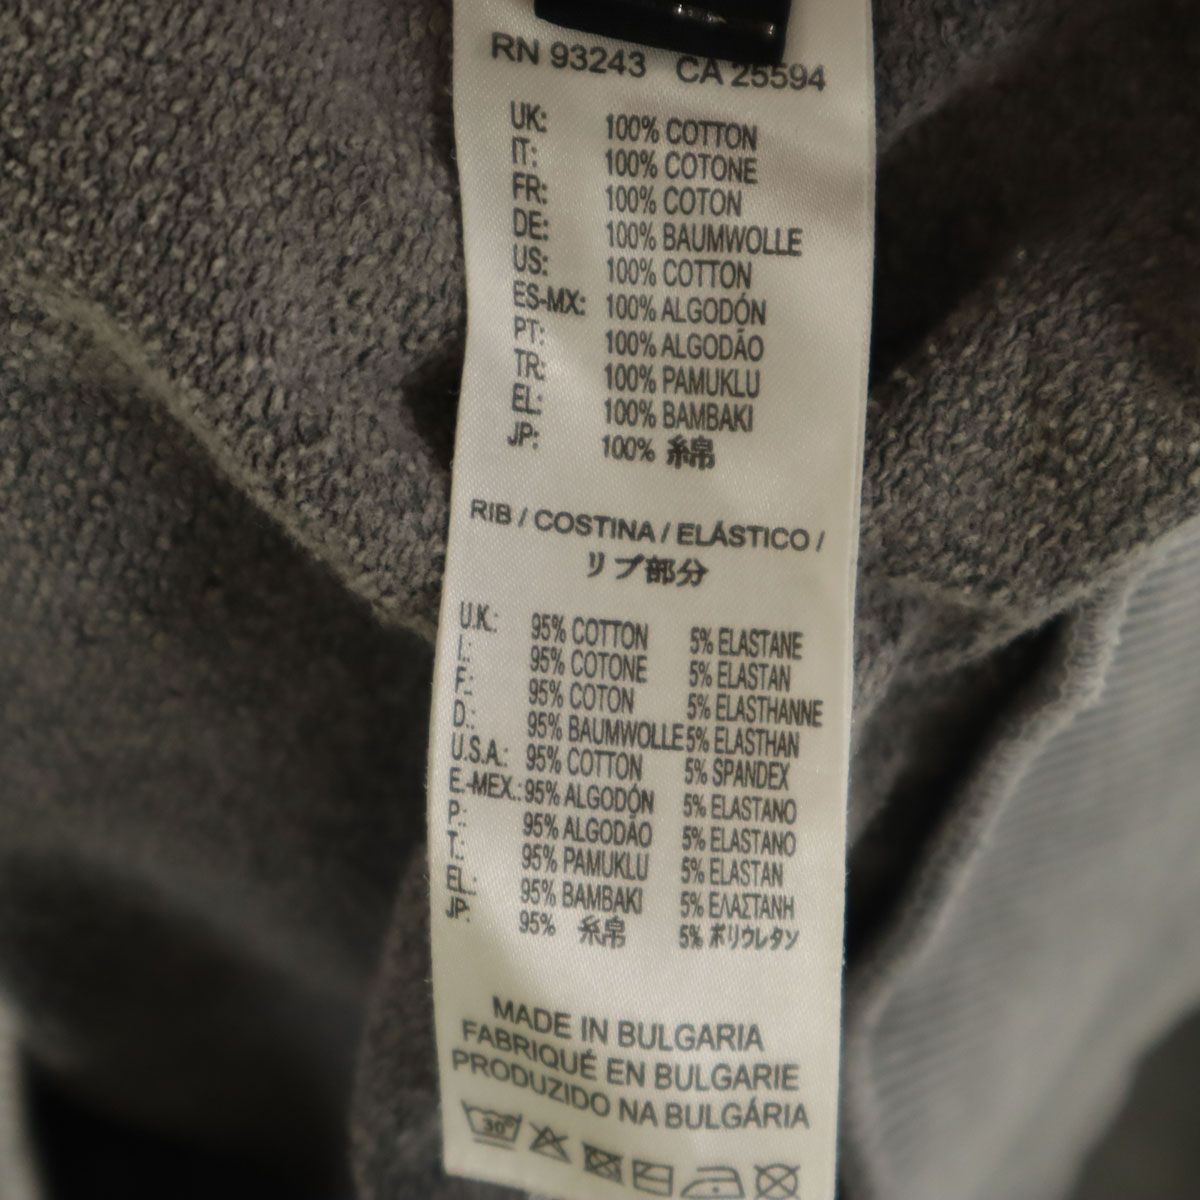 RN 93243 CA 25594
UK: 100% COTTON
IT: 100% COTONE
FR: 100% COTON
DE: 100% BAUMWOLLE
US: 100% COTTON
ES-MX: 100% ALGODÓN
PT: 100% ALGODÃO
TR: 100% PAMUKLU
EL: 100% BAMBAKI
JP: 100% 綿
RIB / COSTINA / ELÁSTICO /
リブ部分
U.K.: 95% COTTON 5% ELASTANE
I.: 95% COTONE 5% ELASTAN
F.: 95% COTON 5% ELASTHANNE
D.: 95% BAUMWOLLE 5% ELASTHAN
U.S.A.: 95% COTTON 5% SPANDEX
E.-MEX.: 95% ALGODÓN 5% ELASTANO
P.: 95% ALGODÃO 5% ELASTANO
T.: 95% PAMUKLU 5% ELASTAN
EL.: 95% BAMBAKI 5% ΕΛΑΣΤΑΝΗ
JP: 95% 綿 5% ポリウレタン
MADE IN BULGARIA
FABRIQUÉ EN BULGARIE
PRODUZIDO NA BULGÁRIA
30°